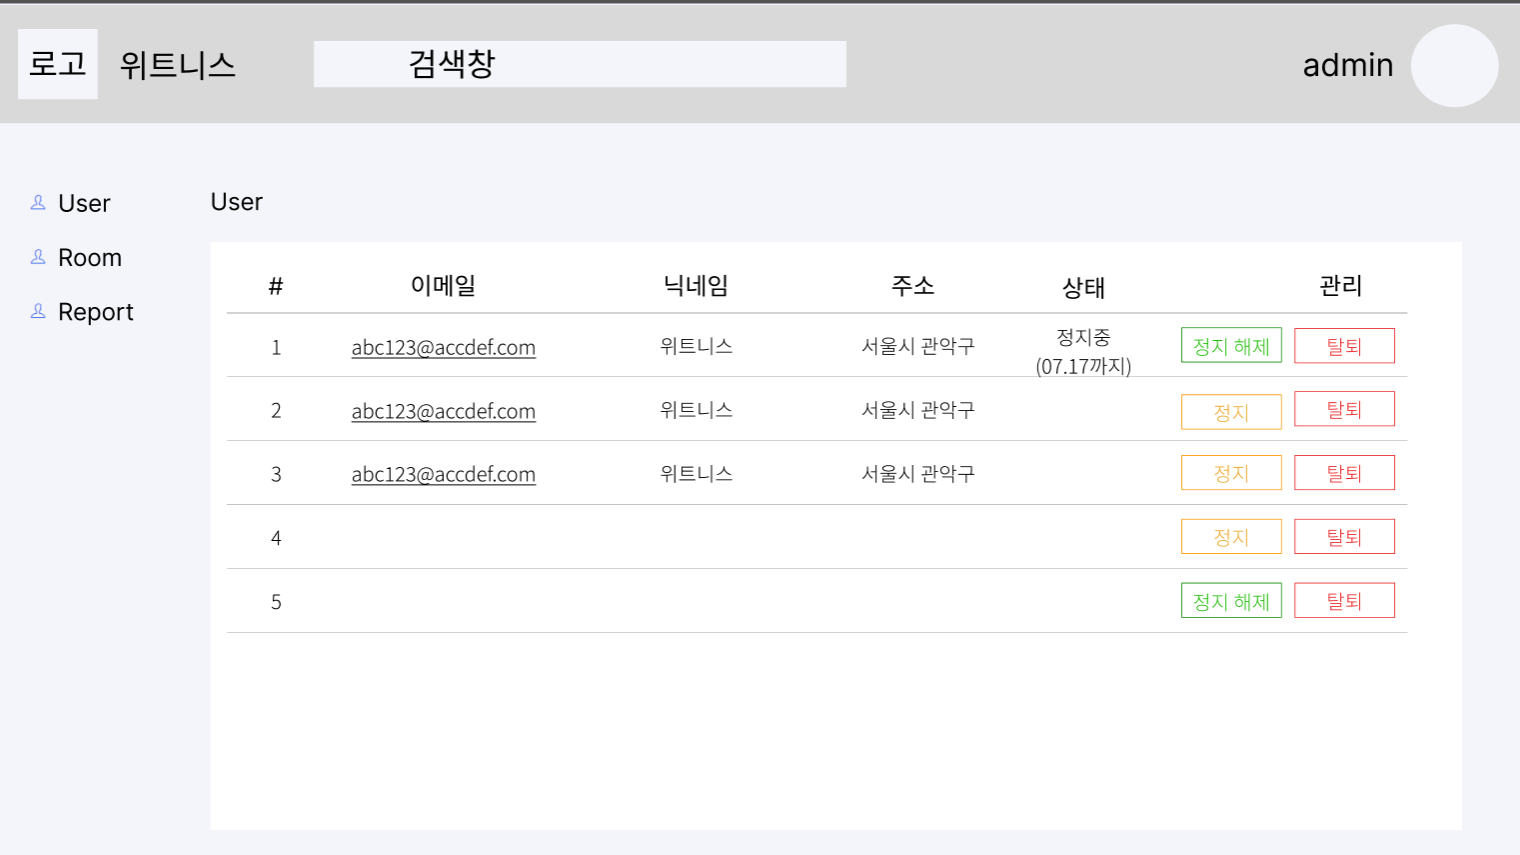 로고 위트니스 검색창 admin
User
Room
Report
User
# 이메일 닉네임 주소 상태 관리
1 abc123@accdef.com 위트니스 서울시 관악구 정지중 정지 해제 탈퇴
(07.17까지)
2 abc123@accdef.com 위트니스 서울시 관악구 정지 탈퇴
3 abc123@accdef.com 위트니스 서울시 관악구 정지 탈퇴
4 정지 탈퇴
5 정지 해제 탈퇴